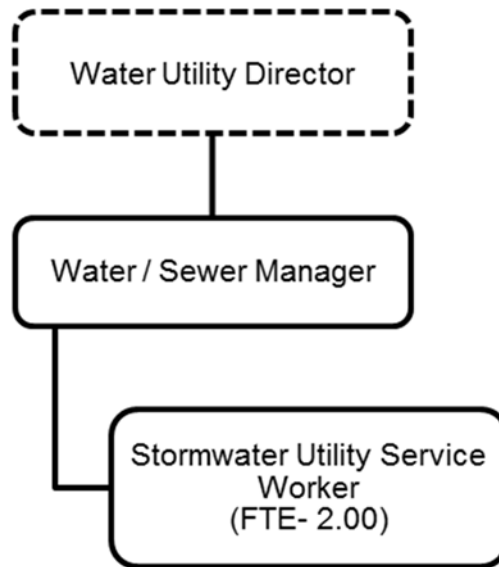 Water Utility Director
Water / Sewer Manager
Stormwater Utility Service
Worker
(FTE- 2.00)